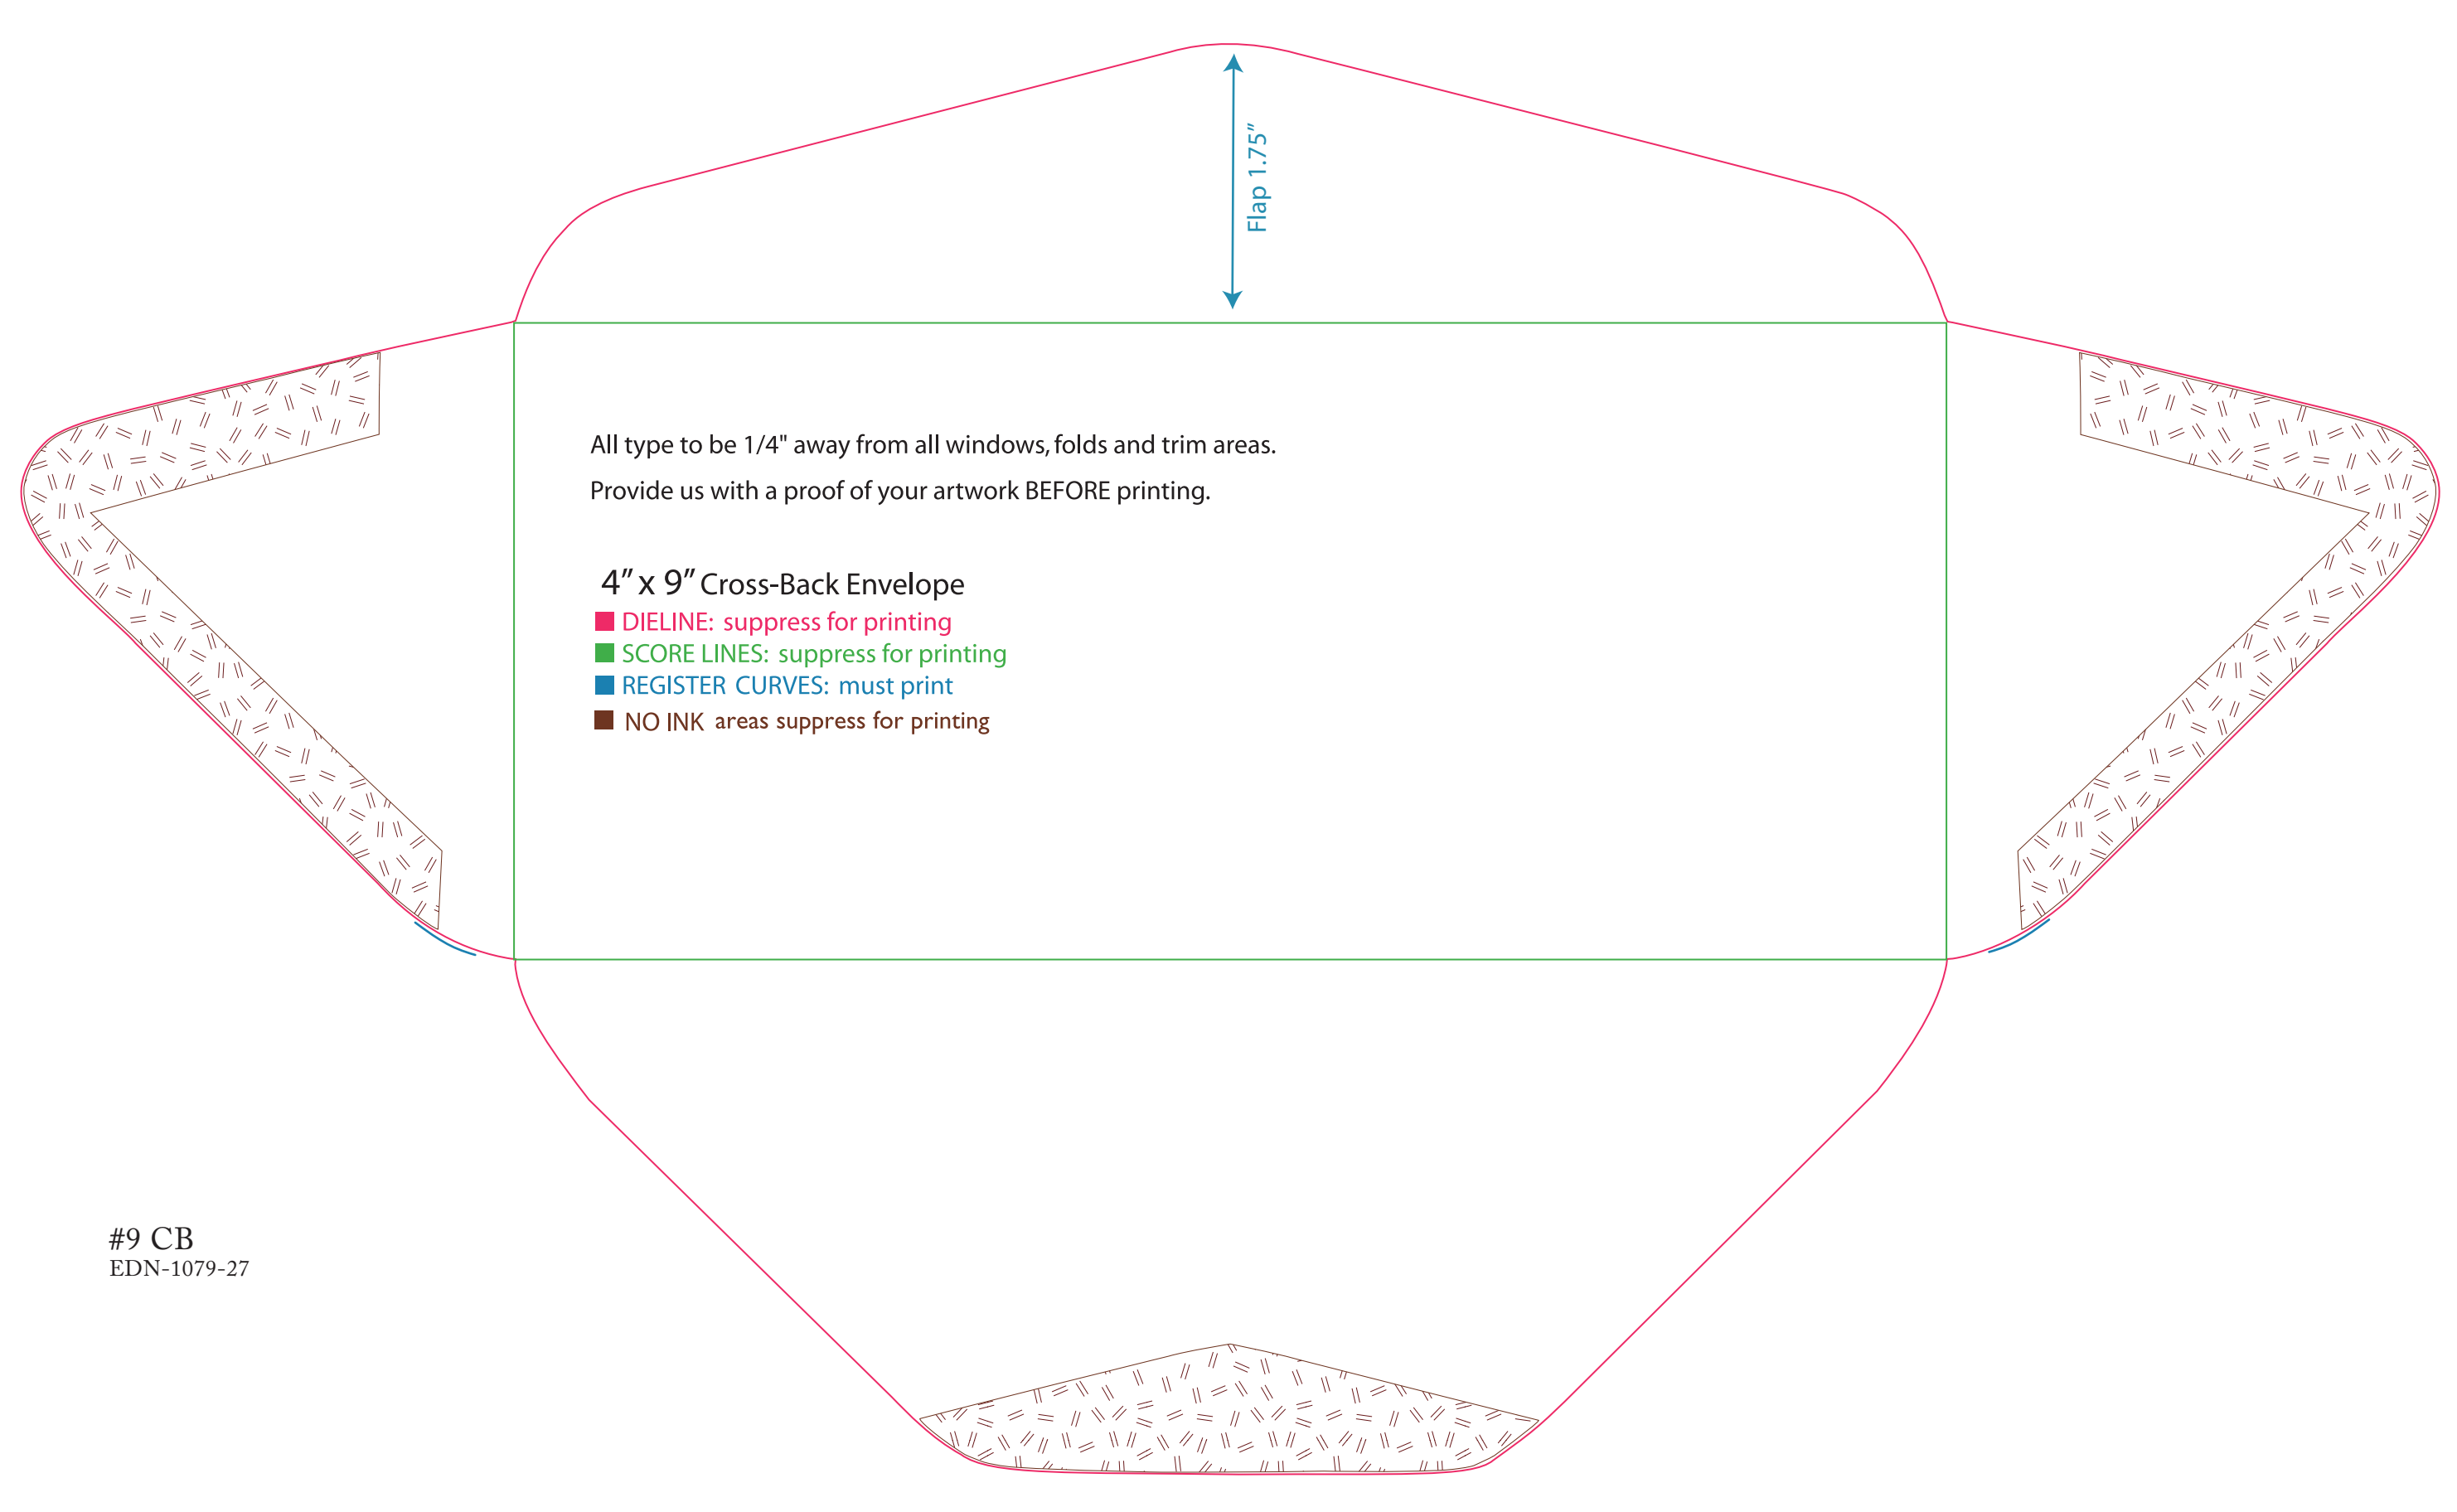 Flap 1.75”
All type to be 1/4" away from all windows, folds and trim areas.
Provide us with a proof of your artwork BEFORE printing.
4” x 9” Cross-Back Envelope
DIELINE: suppress for printing
SCORE LINES: suppress for printing
REGISTER CURVES: must print
NO INK areas suppress for printing
#9 CB
EDN-1079-27